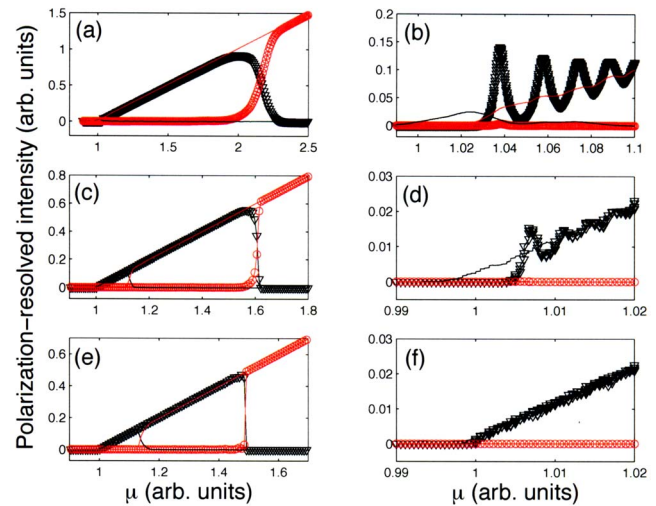 Polarization-resolved intensity (arb. units)
(a)
1.5
1
0.5
0
1 1.5 2 2.5
(b)
0.2
0.15
0.1
0.05
0
1 1.02 1.04 1.06 1.08 1.1
(c)
0.8
0.6
0.4
0.2
0
1 1.2 1.4 1.6 1.8
(d)
0.03
0.02
0.01
0
0.99 1 1.01 1.02
(e)
0.6
0.4
0.2
0
1 1.2 1.4 1.6
μ (arb. units)
(f)
0.03
0.02
0.01
0
0.99 1 1.01 1.02
μ (arb. units)